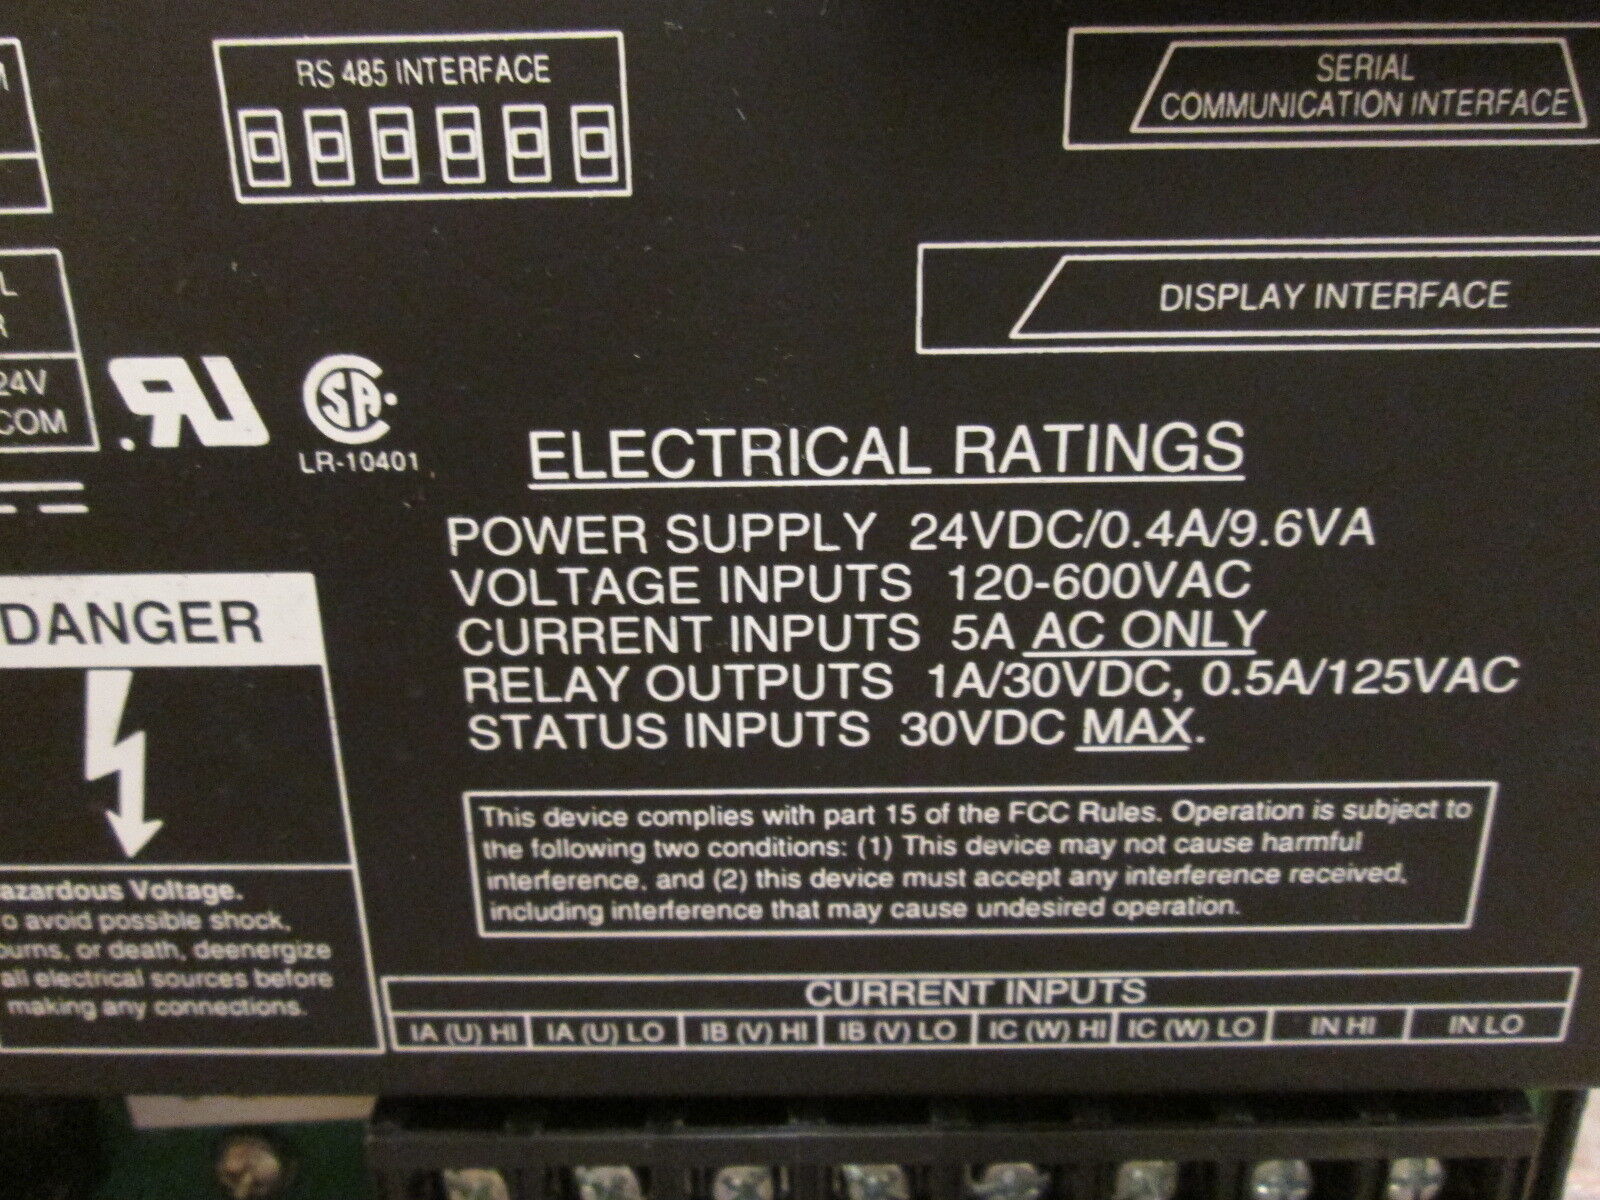 RS 485 INTERFACE
SERIAL
COMMUNICATION INTERFACE
DISPLAY INTERFACE
24V
COM
LR-10401
ELECTRICAL RATINGS
POWER SUPPLY 24VDC/0.4A/9.6VA
VOLTAGE INPUTS 120-600VAC
CURRENT INPUTS 5A AC ONLY
RELAY OUTPUTS 1A/30VDC, 0.5A/125VAC
STATUS INPUTS 30VDC MAX.
DANGER
azardous Voltage.
o avoid possible shock,
burns, or death, deenergize
all electrical sources before
making any connections.
This device complies with part 15 of the FCC Rules. Operation is subject to
the following two conditions: (1) This device may not cause harmful
interference, and (2) this device must accept any interference received,
including interference that may cause undesired operation.
CURRENT INPUTS
IA (U) HI IA (U) LO IB (V) HI IB (V) LO IC (W) HI IC (W) LO IN HI IN LO